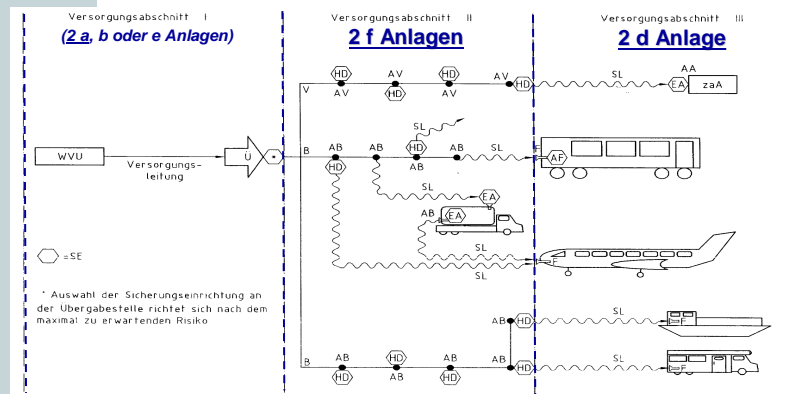 Versorgungsabschnitt I
(2 a, b oder e Anlagen)
Versorgungsabschnitt II
2 f Anlagen
Versorgungsabschnitt III
2 d Anlage
HD
AV
HD
AV
SL
AA
V
AV
HD
AV
HD
EA
zaA
SL
WVU
Versorgungs-
leitung
Ü
*
B
AB
AB
HD
AB
SL
F
AF
HD
AB
SL
EA
AB
EA
SL
F
SL
= SE
* Auswahl der Sicherungseinrichtung an
der Übergabestelle richtet sich nach dem
maximal zu erwartenden Risiko
AB
HD
SL
F
B
AB
HD
AB
AB
HD
SL
F
HD
AB
HD